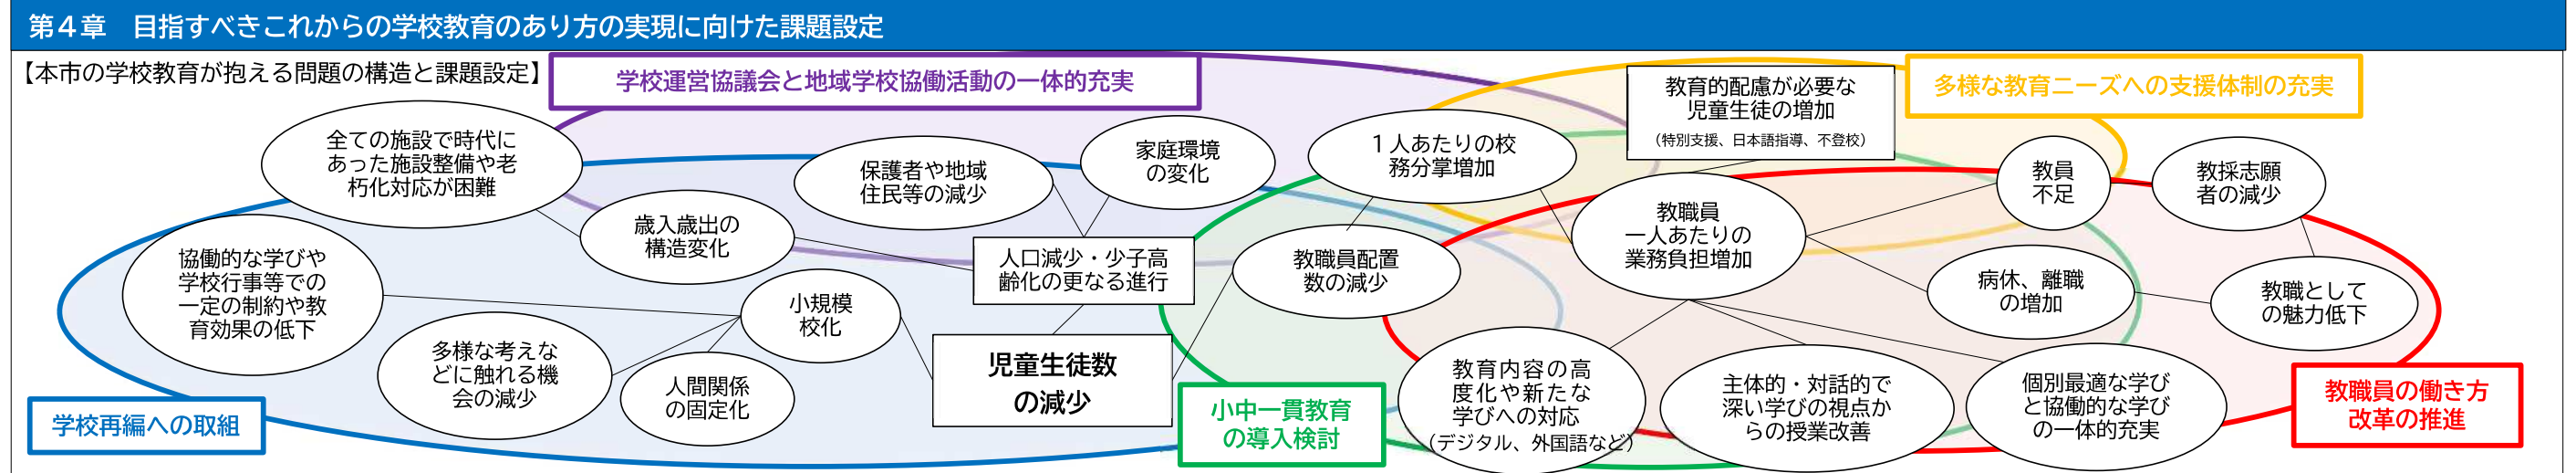 第４章　目指すべきこれからの学校教育のあり方の実現に向けた課題設定
【本市の学校教育が抱える問題の構造と課題設定】
学校運営協議会と地域学校協働活動の一体的充実
多様な教育ニーズへの支援体制の充実
教育的配慮が必要な
児童生徒の増加
（特別支援、日本語指導、不登校）
全ての施設で時代に
あった施設整備や老
朽化対応が困難
保護者や地域
住民等の減少
家庭環境
の変化
１人あたりの校
務分掌増加
教員
不足
教採志願
者の減少
歳入歳出の
構造変化
教職員
一人あたりの
業務負担増加
協働的な学びや
学校行事等での
一定の制約や教
育効果の低下
人口減少・少子高
齢化の更なる進行
教職員配置
数の減少
病休、離職
の増加
教職として
の魅力低下
小規模
校化
多様な考えな
どに触れる機
会の減少
人間関係
の固定化
児童生徒数
の減少
教育内容の高
度化や新たな
学びへの対応
（デジタル、外国語など）
主体的・対話的で
深い学びの視点か
らの授業改善
個別最適な学び
と協働的な学び
の一体的充実
学校再編への取組
小中一貫教育
の導入検討
教職員の働き方
改革の推進